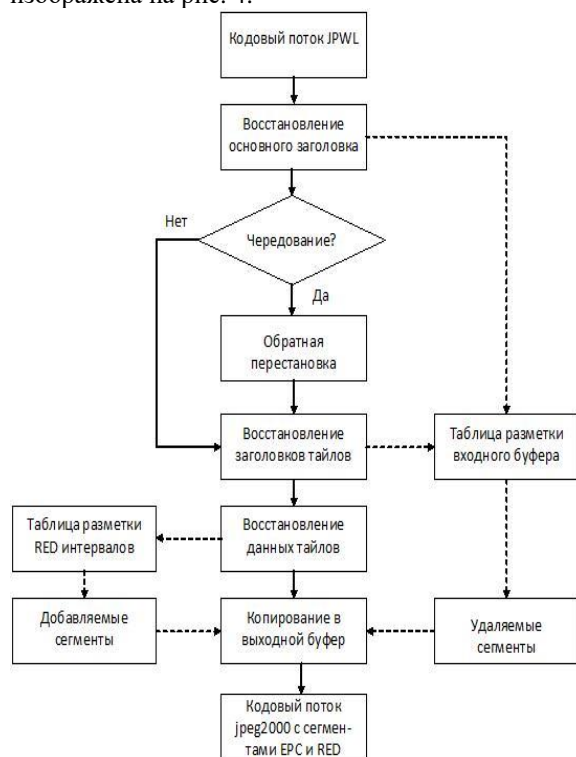 изображена на рис. 4.
Кодовый поток JPWL
Восстановление
основного заголовка
Нет
Чередование?
Да
Обратная
перестановка
Восстановление
заголовков тайлов
Таблица разметки
входного буфера
Таблица разметки
RED интервалов
Восстановление
данных тайлов
Добавляемые
сегменты
Копирование в
выходной буфер
Удаляемые
сегменты
Кодовый поток
jpeg2000 с сегмен-
тами EPC и RED